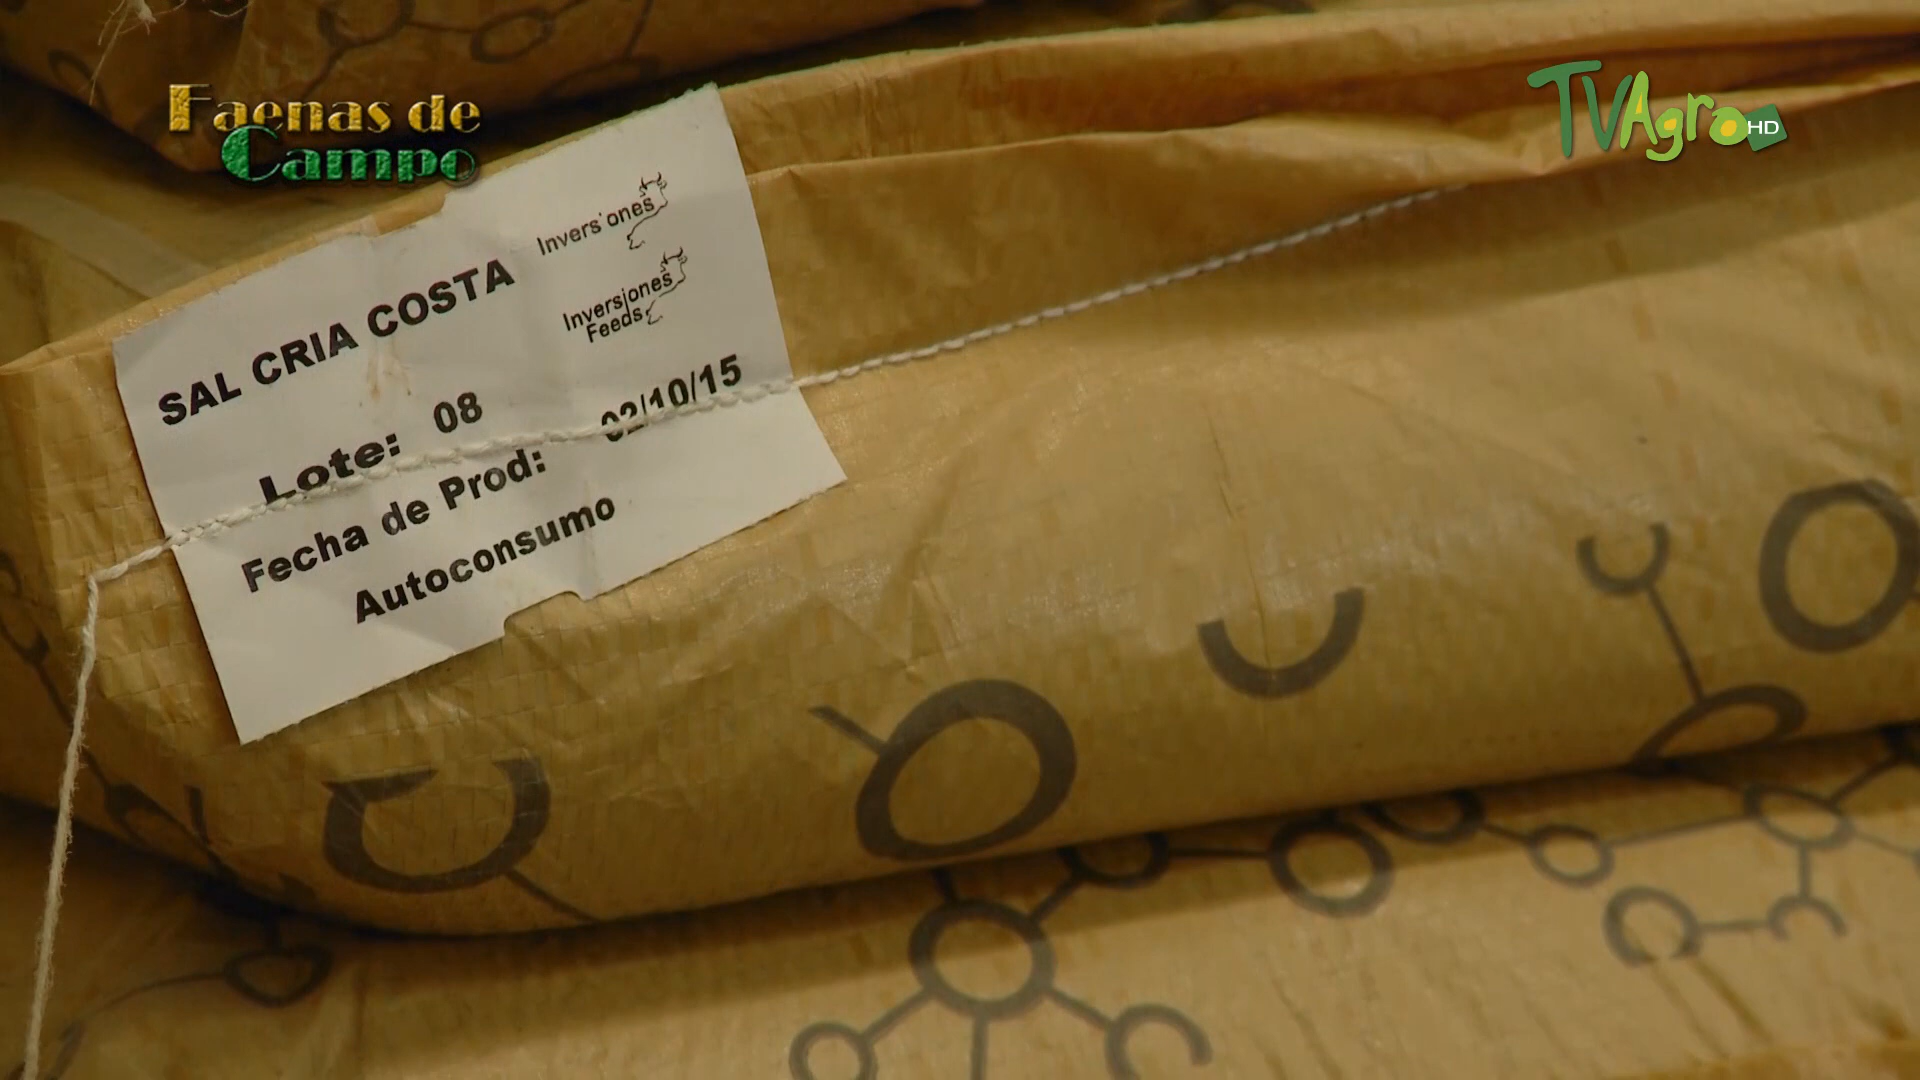 Faenas de
Campo
TVAgro HD
Invers ones
SAL CRIA COSTA
Inversiones
Feeds
Lote: 08
Fecha de Prod: 02/10/15
Autoconsumo